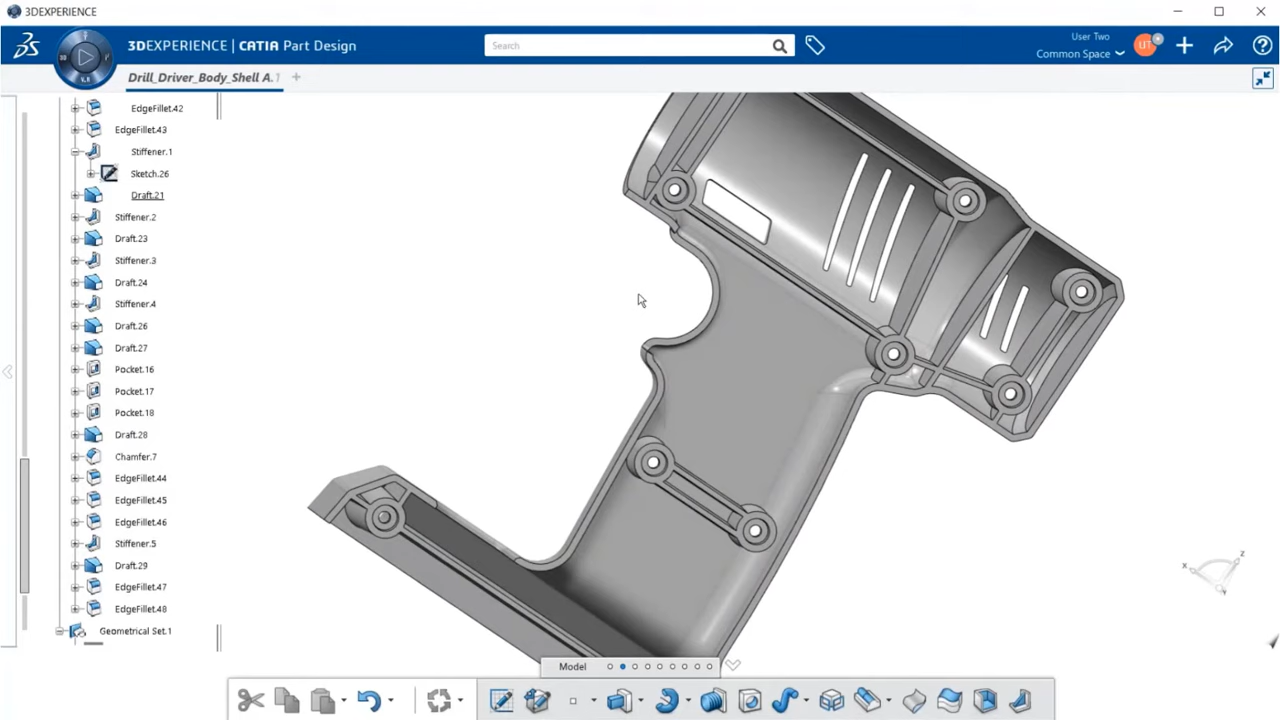 3DEXPERIENCE
3DEXPERIENCE | CATIA Part Design
Search
User Two
Common Space
UT
3D
V.R
Drill_Driver_Body_Shell A.1
EdgeFillet.42
EdgeFillet.43
Stiffener.1
Sketch.26
Draft.21
Stiffener.2
Draft.23
Stiffener.3
Draft.24
Stiffener.4
Draft.26
Draft.27
Pocket.16
Pocket.17
Pocket.18
Draft.28
Chamfer.7
EdgeFillet.44
EdgeFillet.45
EdgeFillet.46
Stiffener.5
Draft.29
EdgeFillet.47
EdgeFillet.48
Geometrical Set.1
x
z
Model